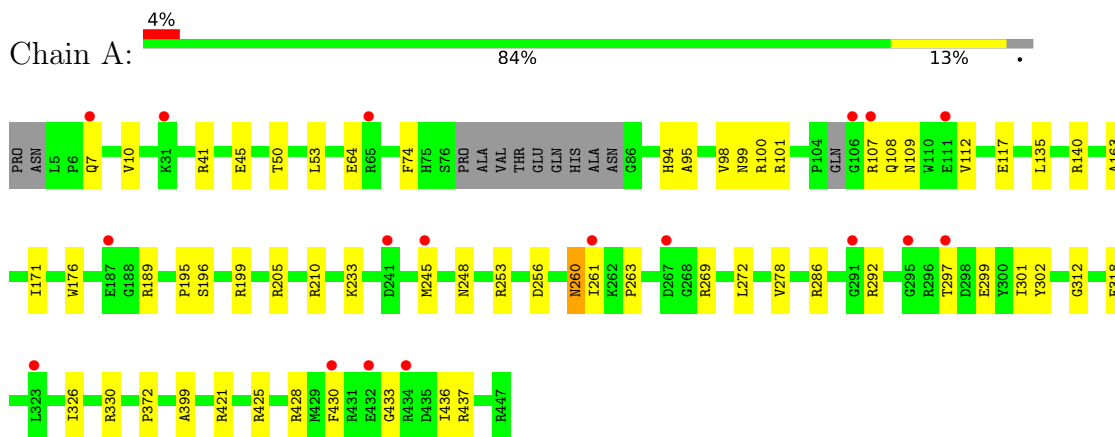 4%
Chain A:
84% 13% •
PRO ASN L5 P6 Q7 V10 K31 R41 E45 T50 L53 E64 R65 F74 H75 S76 PRO ALA VAL THR GLU GLN HIS ALA ASN G86 H94 A95 V98 N99 R100 R101 P104 GLN G106 R107 Q108 N109 W110 E111 V112 E117 L135 R140 A163
I171 W176 E187 G188 R189 P195 S196 R199 R205 R210 K233 D241 M245 N248 R253 D256 N260 I261 K262 P263 D267 G268 R269 L272 V278 R286 G291 R292 G295 R296 T297 D298 E299 Y300 I301 Y302 G312
L323 I326 R330 P372 A399 R421 R425 R428 M429 F430 R431 E432 G433 R434 D435 I436 R437 R447